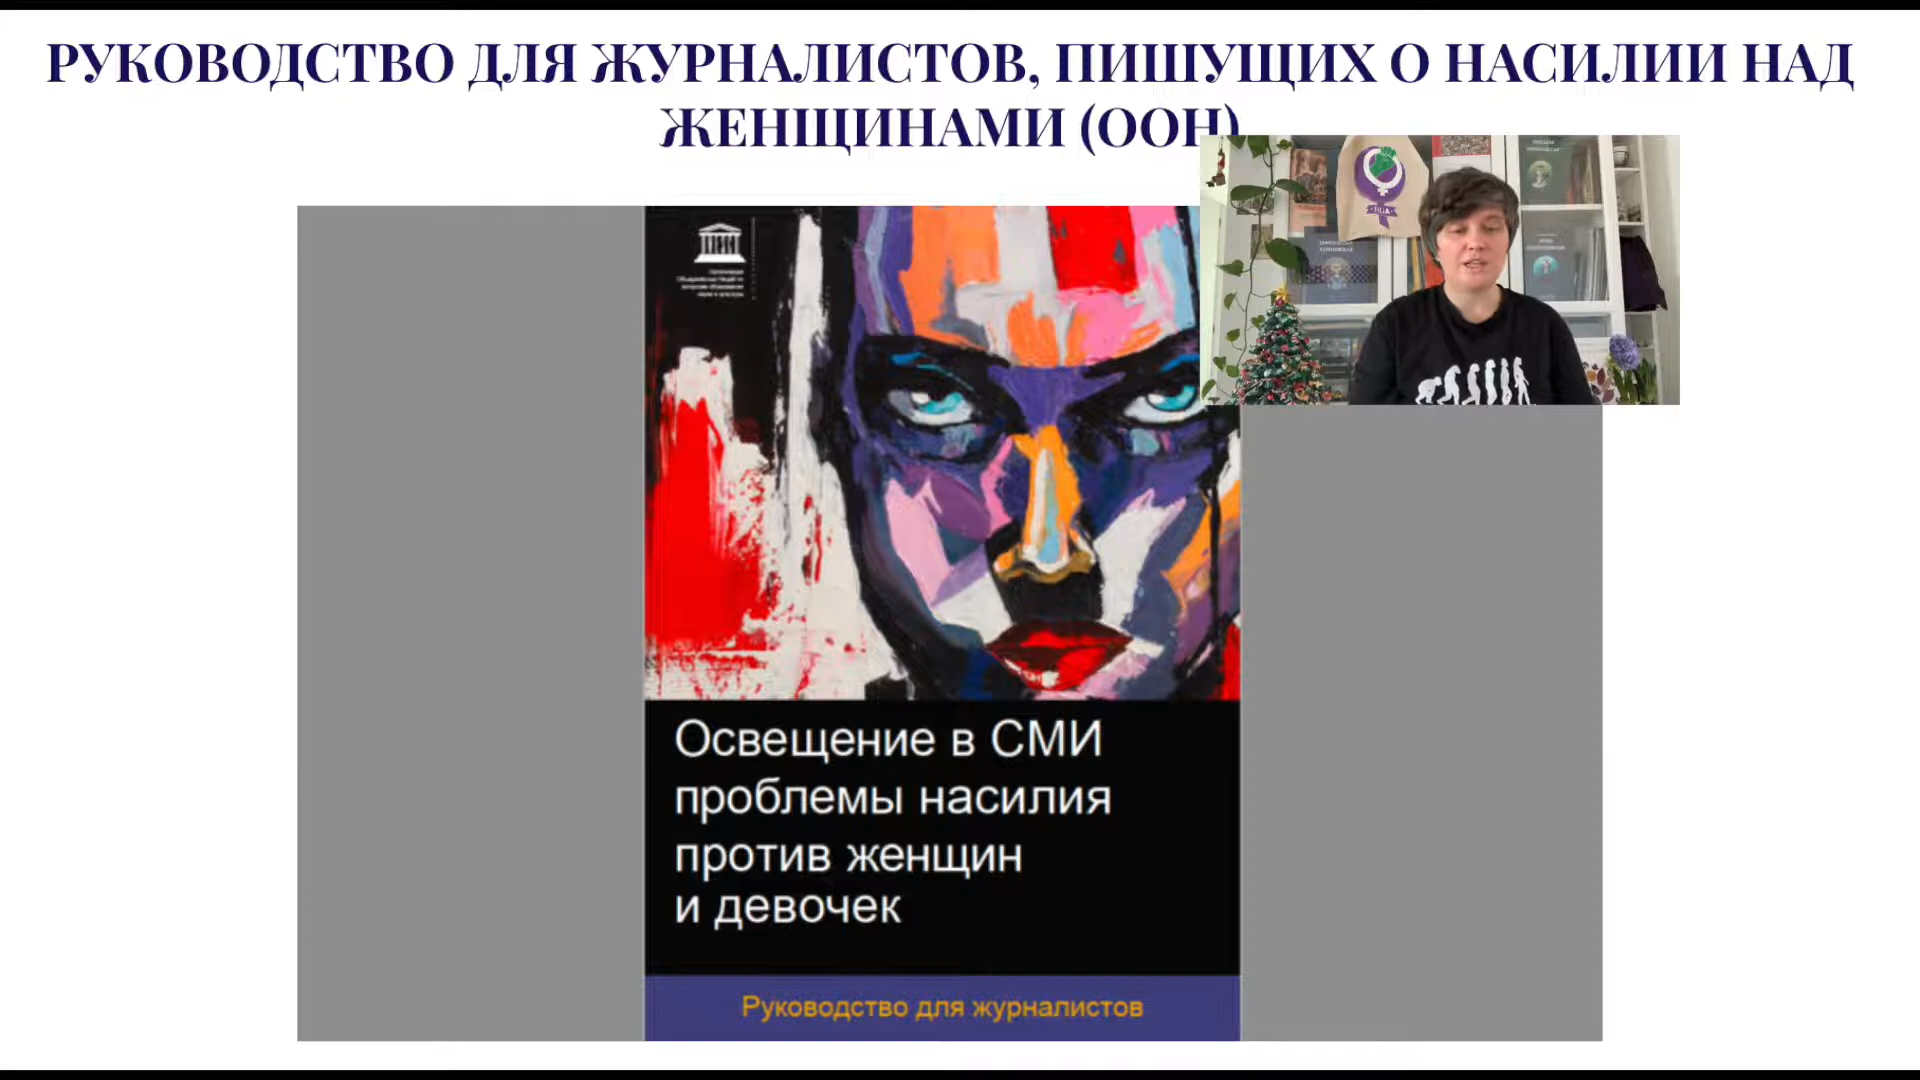 РУКОВОДСТВО ДЛЯ ЖУРНАЛИСТОВ, ПИШУЩИХ О НАСИЛИИ НАД
ЖЕНЩИНАМИ (ООН)
Освещение в СМИ
проблемы насилия
против женщин
и девочек
Руководство для журналистов